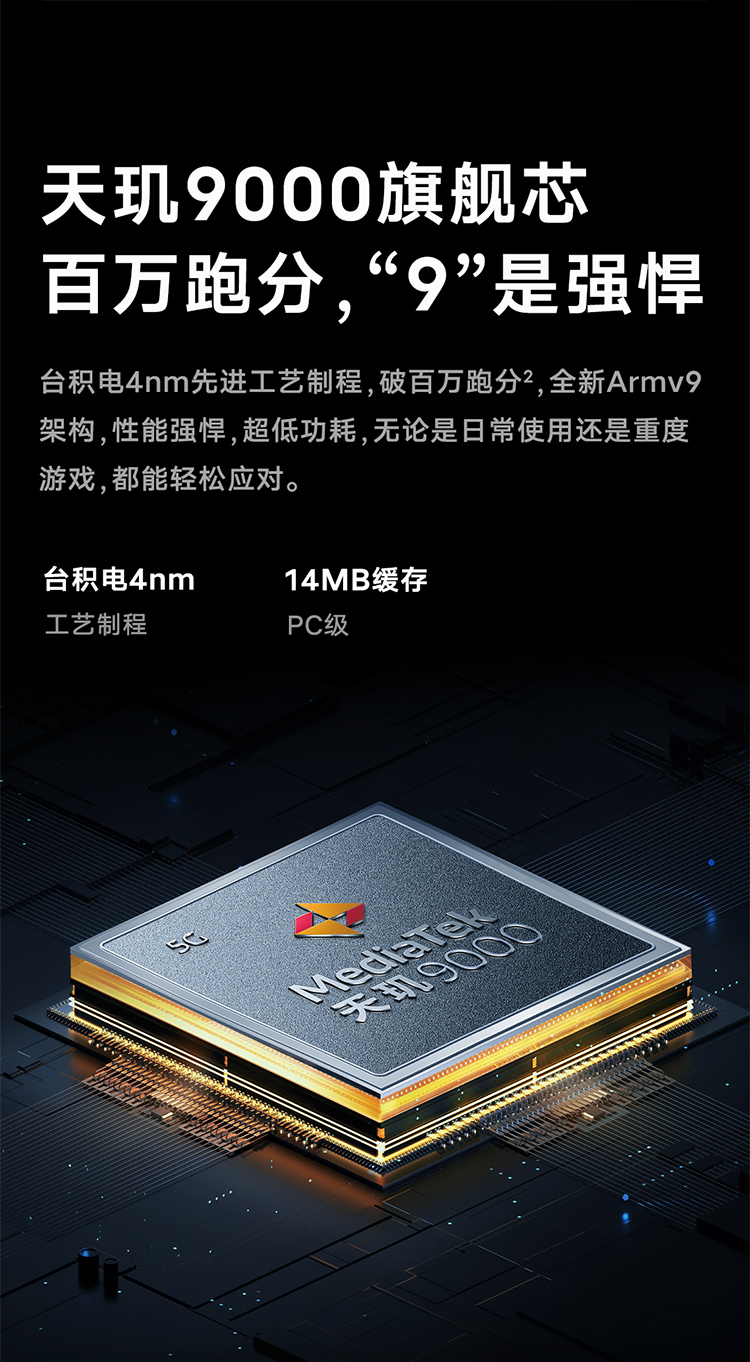 天玑9000旗舰芯
百万跑分,“9”是强悍
台积电4nm先进工艺制程,破百万跑分²,全新Armv9
架构,性能强悍,超低功耗,无论是日常使用还是重度
游戏,都能轻松应对。
台积电4nm
14MB缓存
工艺制程
PC级
5G
MediaTek
天玑9000